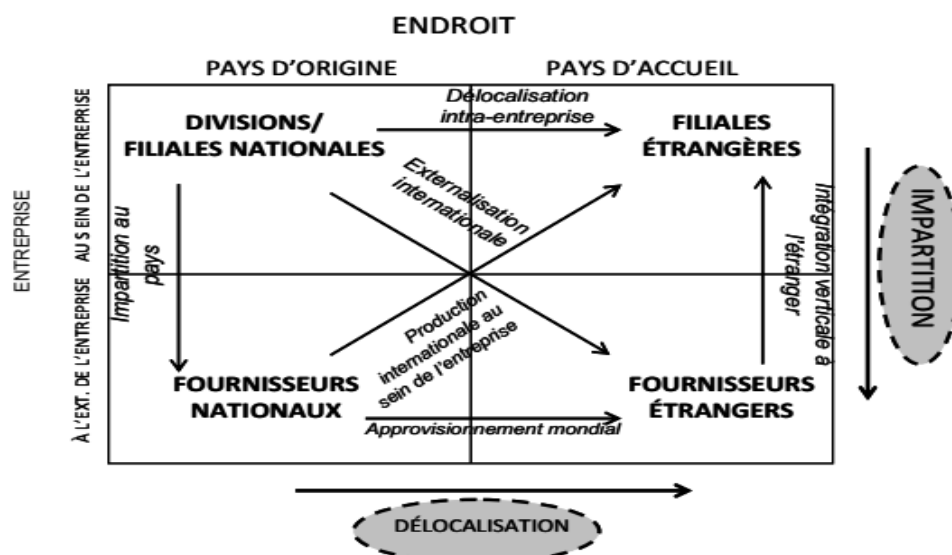 ENDROIT
PAYS D'ORIGINE
PAYS D'ACCUEIL
ENTREPRISE
AU S EIN DE L'ENTREPRISE
À L'EXT. DE L'ENTREPRISE
DIVISIONS/
FILIALES NATIONALES
Délocalisation
intra-entreprise
FILIALES
ÉTRANGÈRES
Externalisation
internationale
Impartition au
pays
Intégration verticale à
l'étranger
IMPARTITION
Production
internationale au
sein de l'entreprise
FOURNISSEURS
NATIONAUX
FOURNISSEURS
ÉTRANGERS
Approvisionnement mondial
DÉLOCALISATION